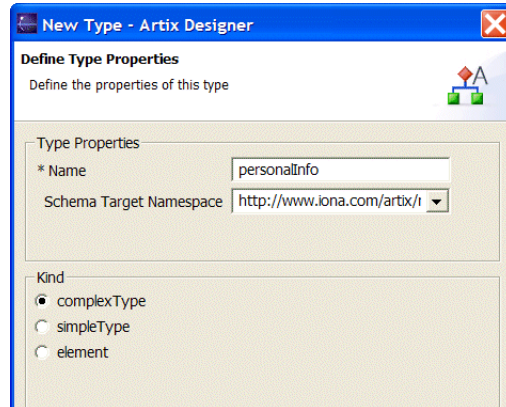 New Type - Artix Designer
Define Type Properties
Define the properties of this type
A
Type Properties
* Name personalInfo
Schema Target Namespace http://www.iona.com/artix/r
Kind
complexType
simpleType
element